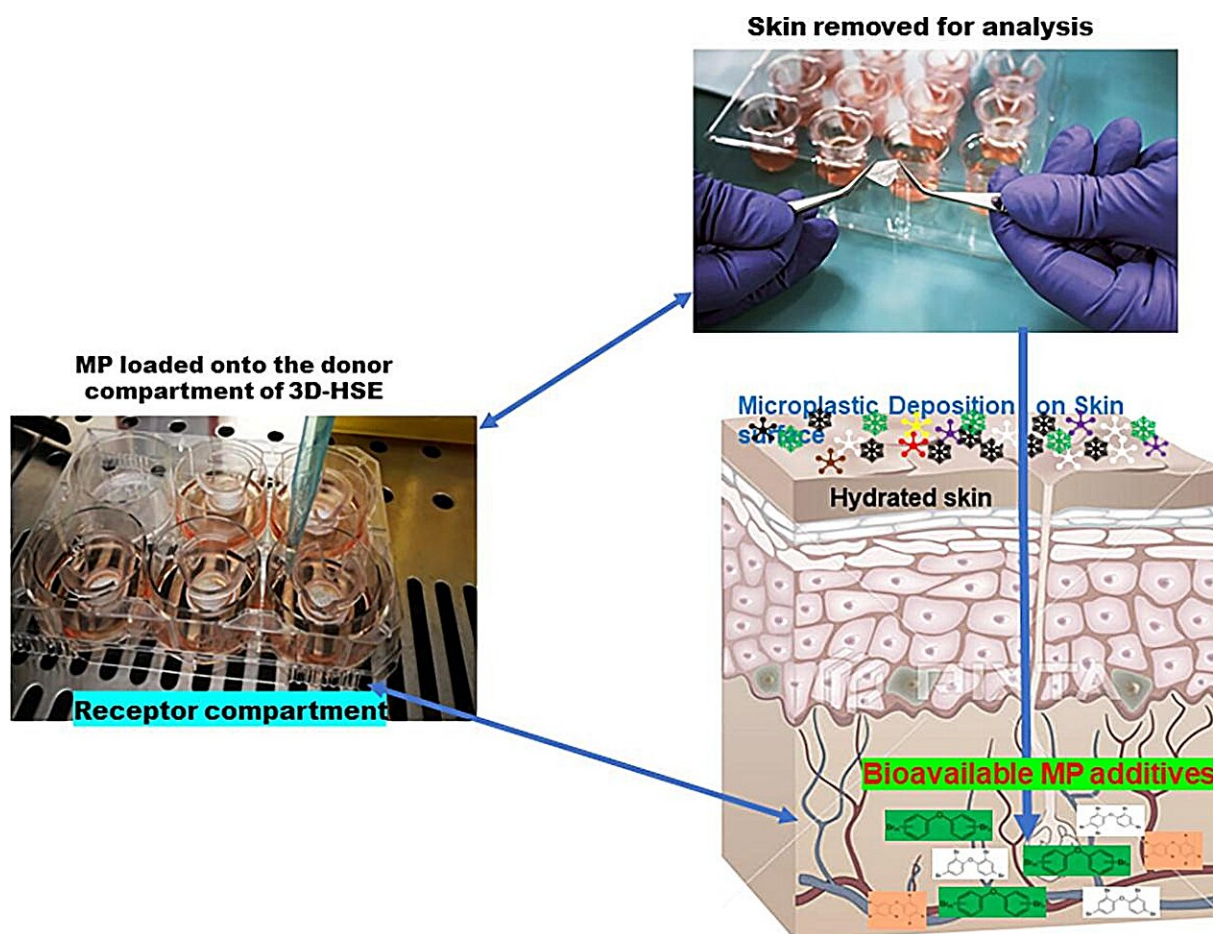 Skin removed for analysis
MP loaded onto the donor
compartment of 3D-HSE
Receptor compartment
Microplastic Deposition on Skin
surface
Hydrated skin
PIXTA
Bioavailable MP additives